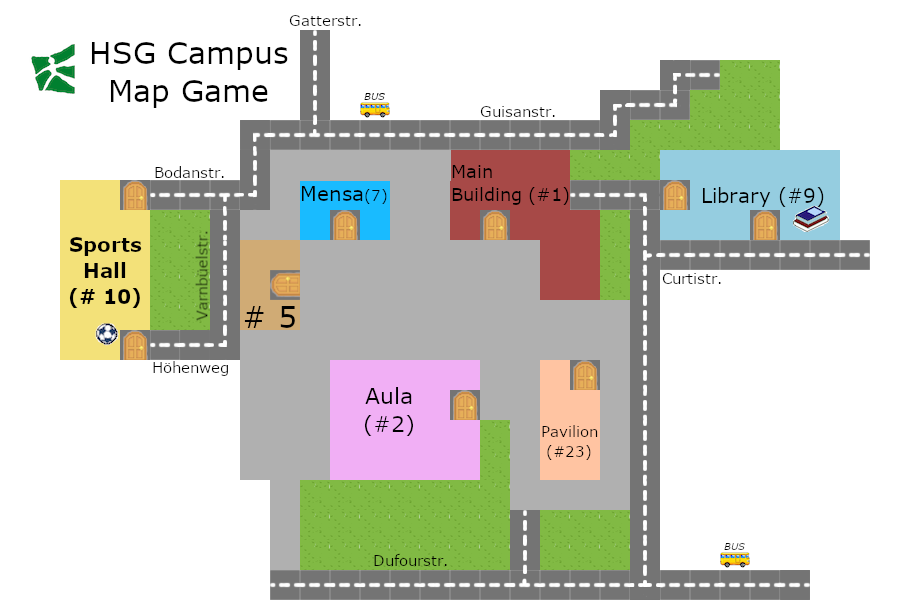 Gatterstr.
HSG Campus
Map Game
BUS
Guisanstr.
Bodanstr.
Mensa(7)
Main
Building (#1)
Library (#9)
Sports
Hall
(# 10)
Varnbüelstr.
# 5
Curtistr.
Höhenweg
Aula
(#2)
Pavilion
(#23)
Dufourstr.
BUS